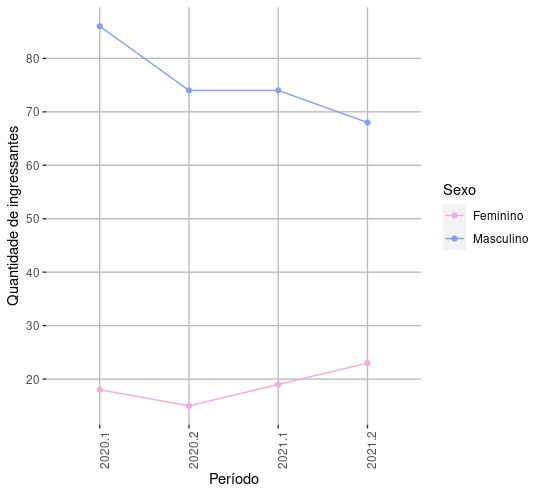 Quantidade de ingressantes
80
70
60
50
40
30
20
2020.1
2020.2
2021.1
2021.2
Período
Sexo
Feminino
Masculino